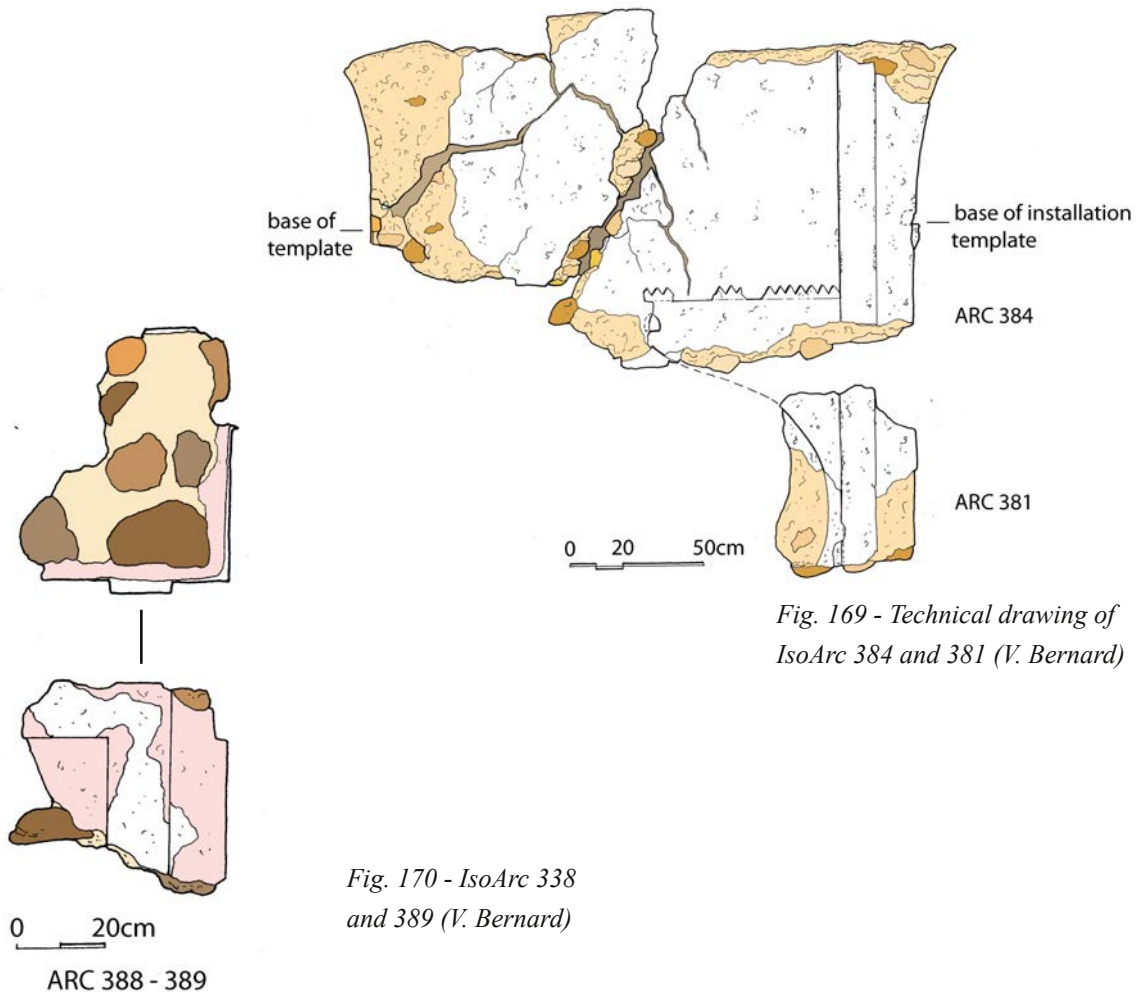 base of
template
base of installation
template
ARC 384
ARC 381
0 20 50cm
Fig. 169 - Technical drawing of
IsoArc 384 and 381 (V. Bernard)
Fig. 170 - IsoArc 338
and 389 (V. Bernard)
0 20cm
ARC 388 - 389